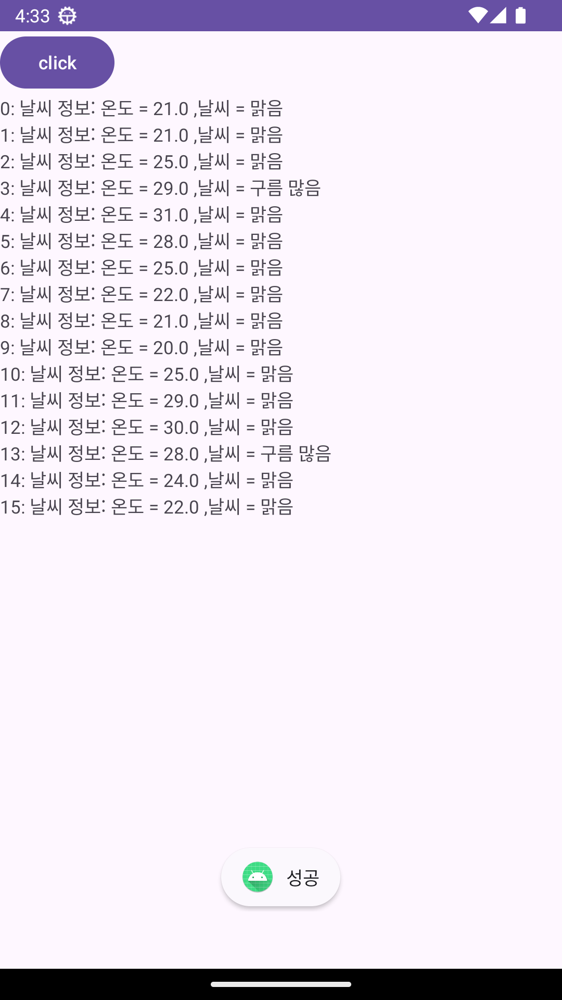 4:33
click
0: 날씨 정보: 온도 = 21.0 ,날씨 = 맑음
1: 날씨 정보: 온도 = 21.0 ,날씨 = 맑음
2: 날씨 정보: 온도 = 25.0 ,날씨 = 맑음
3: 날씨 정보: 온도 = 29.0 ,날씨 = 구름 많음
4: 날씨 정보: 온도 = 31.0 ,날씨 = 맑음
5: 날씨 정보: 온도 = 28.0 ,날씨 = 맑음
6: 날씨 정보: 온도 = 25.0 ,날씨 = 맑음
7: 날씨 정보: 온도 = 22.0 ,날씨 = 맑음
8: 날씨 정보: 온도 = 21.0 ,날씨 = 맑음
9: 날씨 정보: 온도 = 20.0 ,날씨 = 맑음
10: 날씨 정보: 온도 = 25.0 ,날씨 = 맑음
11: 날씨 정보: 온도 = 29.0 ,날씨 = 맑음
12: 날씨 정보: 온도 = 30.0 ,날씨 = 맑음
13: 날씨 정보: 온도 = 28.0 ,날씨 = 구름 많음
14: 날씨 정보: 온도 = 24.0 ,날씨 = 맑음
15: 날씨 정보: 온도 = 22.0 ,날씨 = 맑음
성공